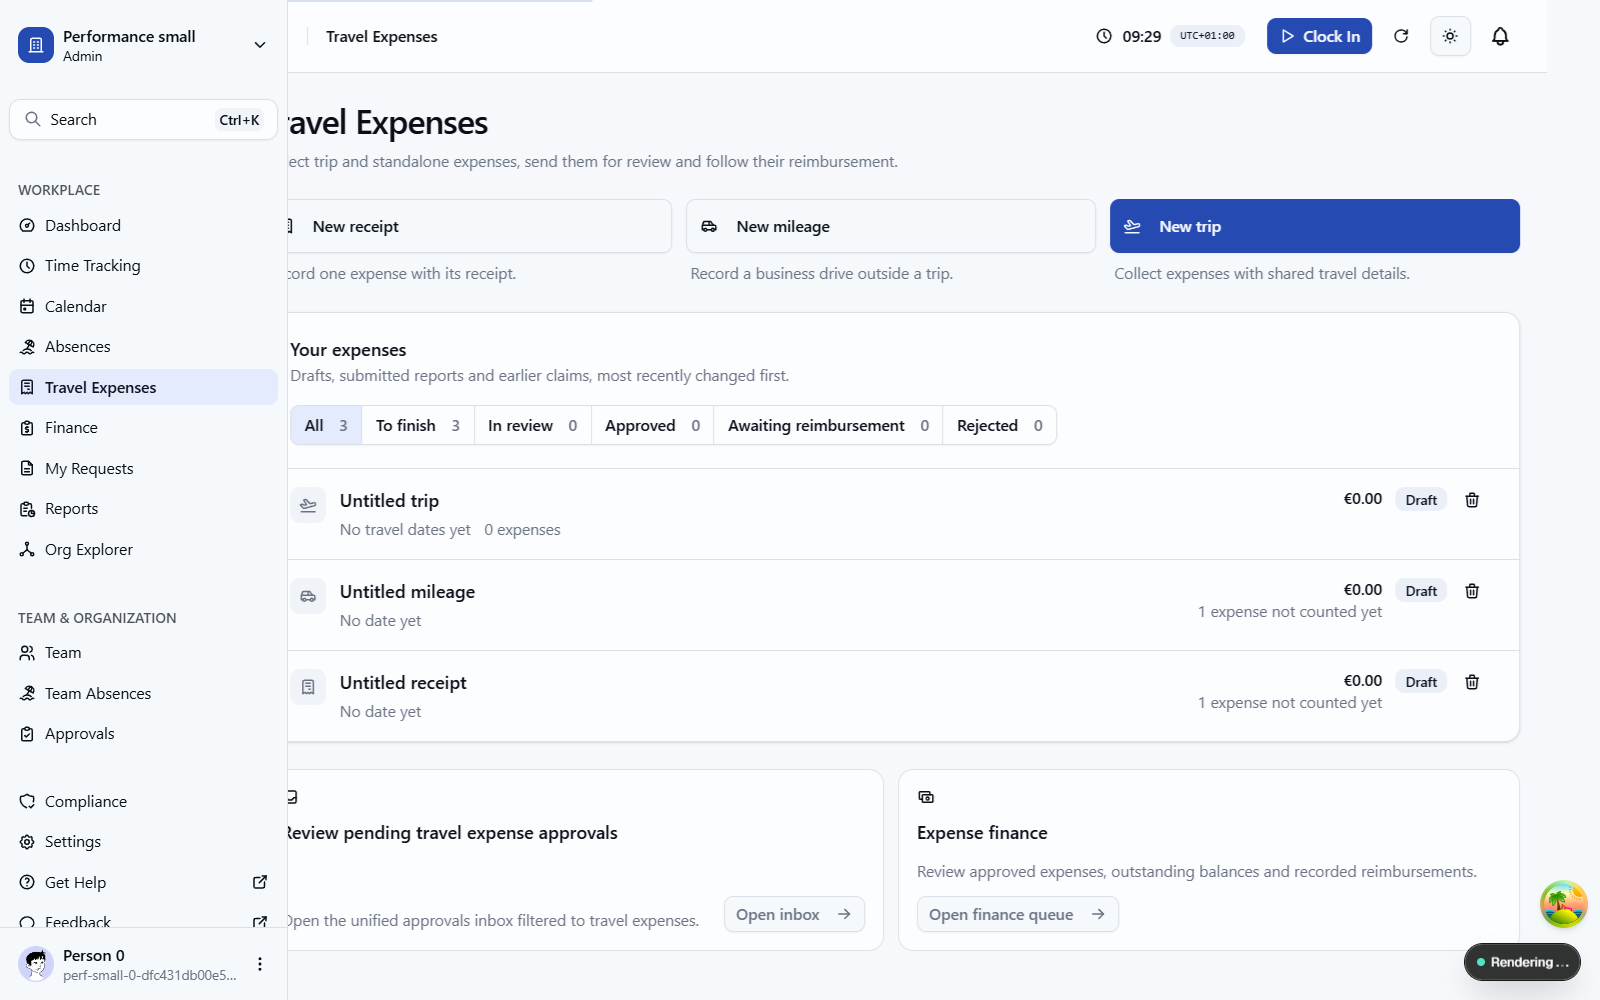 Performance small
Admin
Search
Ctrl+K
WORKPLACE
Dashboard
Time Tracking
Calendar
Absences
Travel Expenses
Finance
My Requests
Reports
Org Explorer
TEAM & ORGANIZATION
Team
Team Absences
Approvals
Compliance
Settings
Get Help
Feedback
Person 0
perf-small-0-dfc431db00e5...
Travel Expenses
09:29
UTC+01:00
Clock In
ravel Expenses
ect trip and standalone expenses, send them for review and follow their reimbursement.
New receipt
cord one expense with its receipt.
New mileage
Record a business drive outside a trip.
New trip
Collect expenses with shared travel details.
Your expenses
Drafts, submitted reports and earlier claims, most recently changed first.
All 3
To finish 3
In review 0
Approved 0
Awaiting reimbursement 0
Rejected 0
Untitled trip
No travel dates yet 0 expenses
€0.00
Draft
Untitled mileage
No date yet
€0.00
Draft
1 expense not counted yet
Untitled receipt
No date yet
€0.00
Draft
1 expense not counted yet
Review pending travel expense approvals
Open the unified approvals inbox filtered to travel expenses.
Open inbox
Expense finance
Review approved expenses, outstanding balances and recorded reimbursements.
Open finance queue
Rendering ...